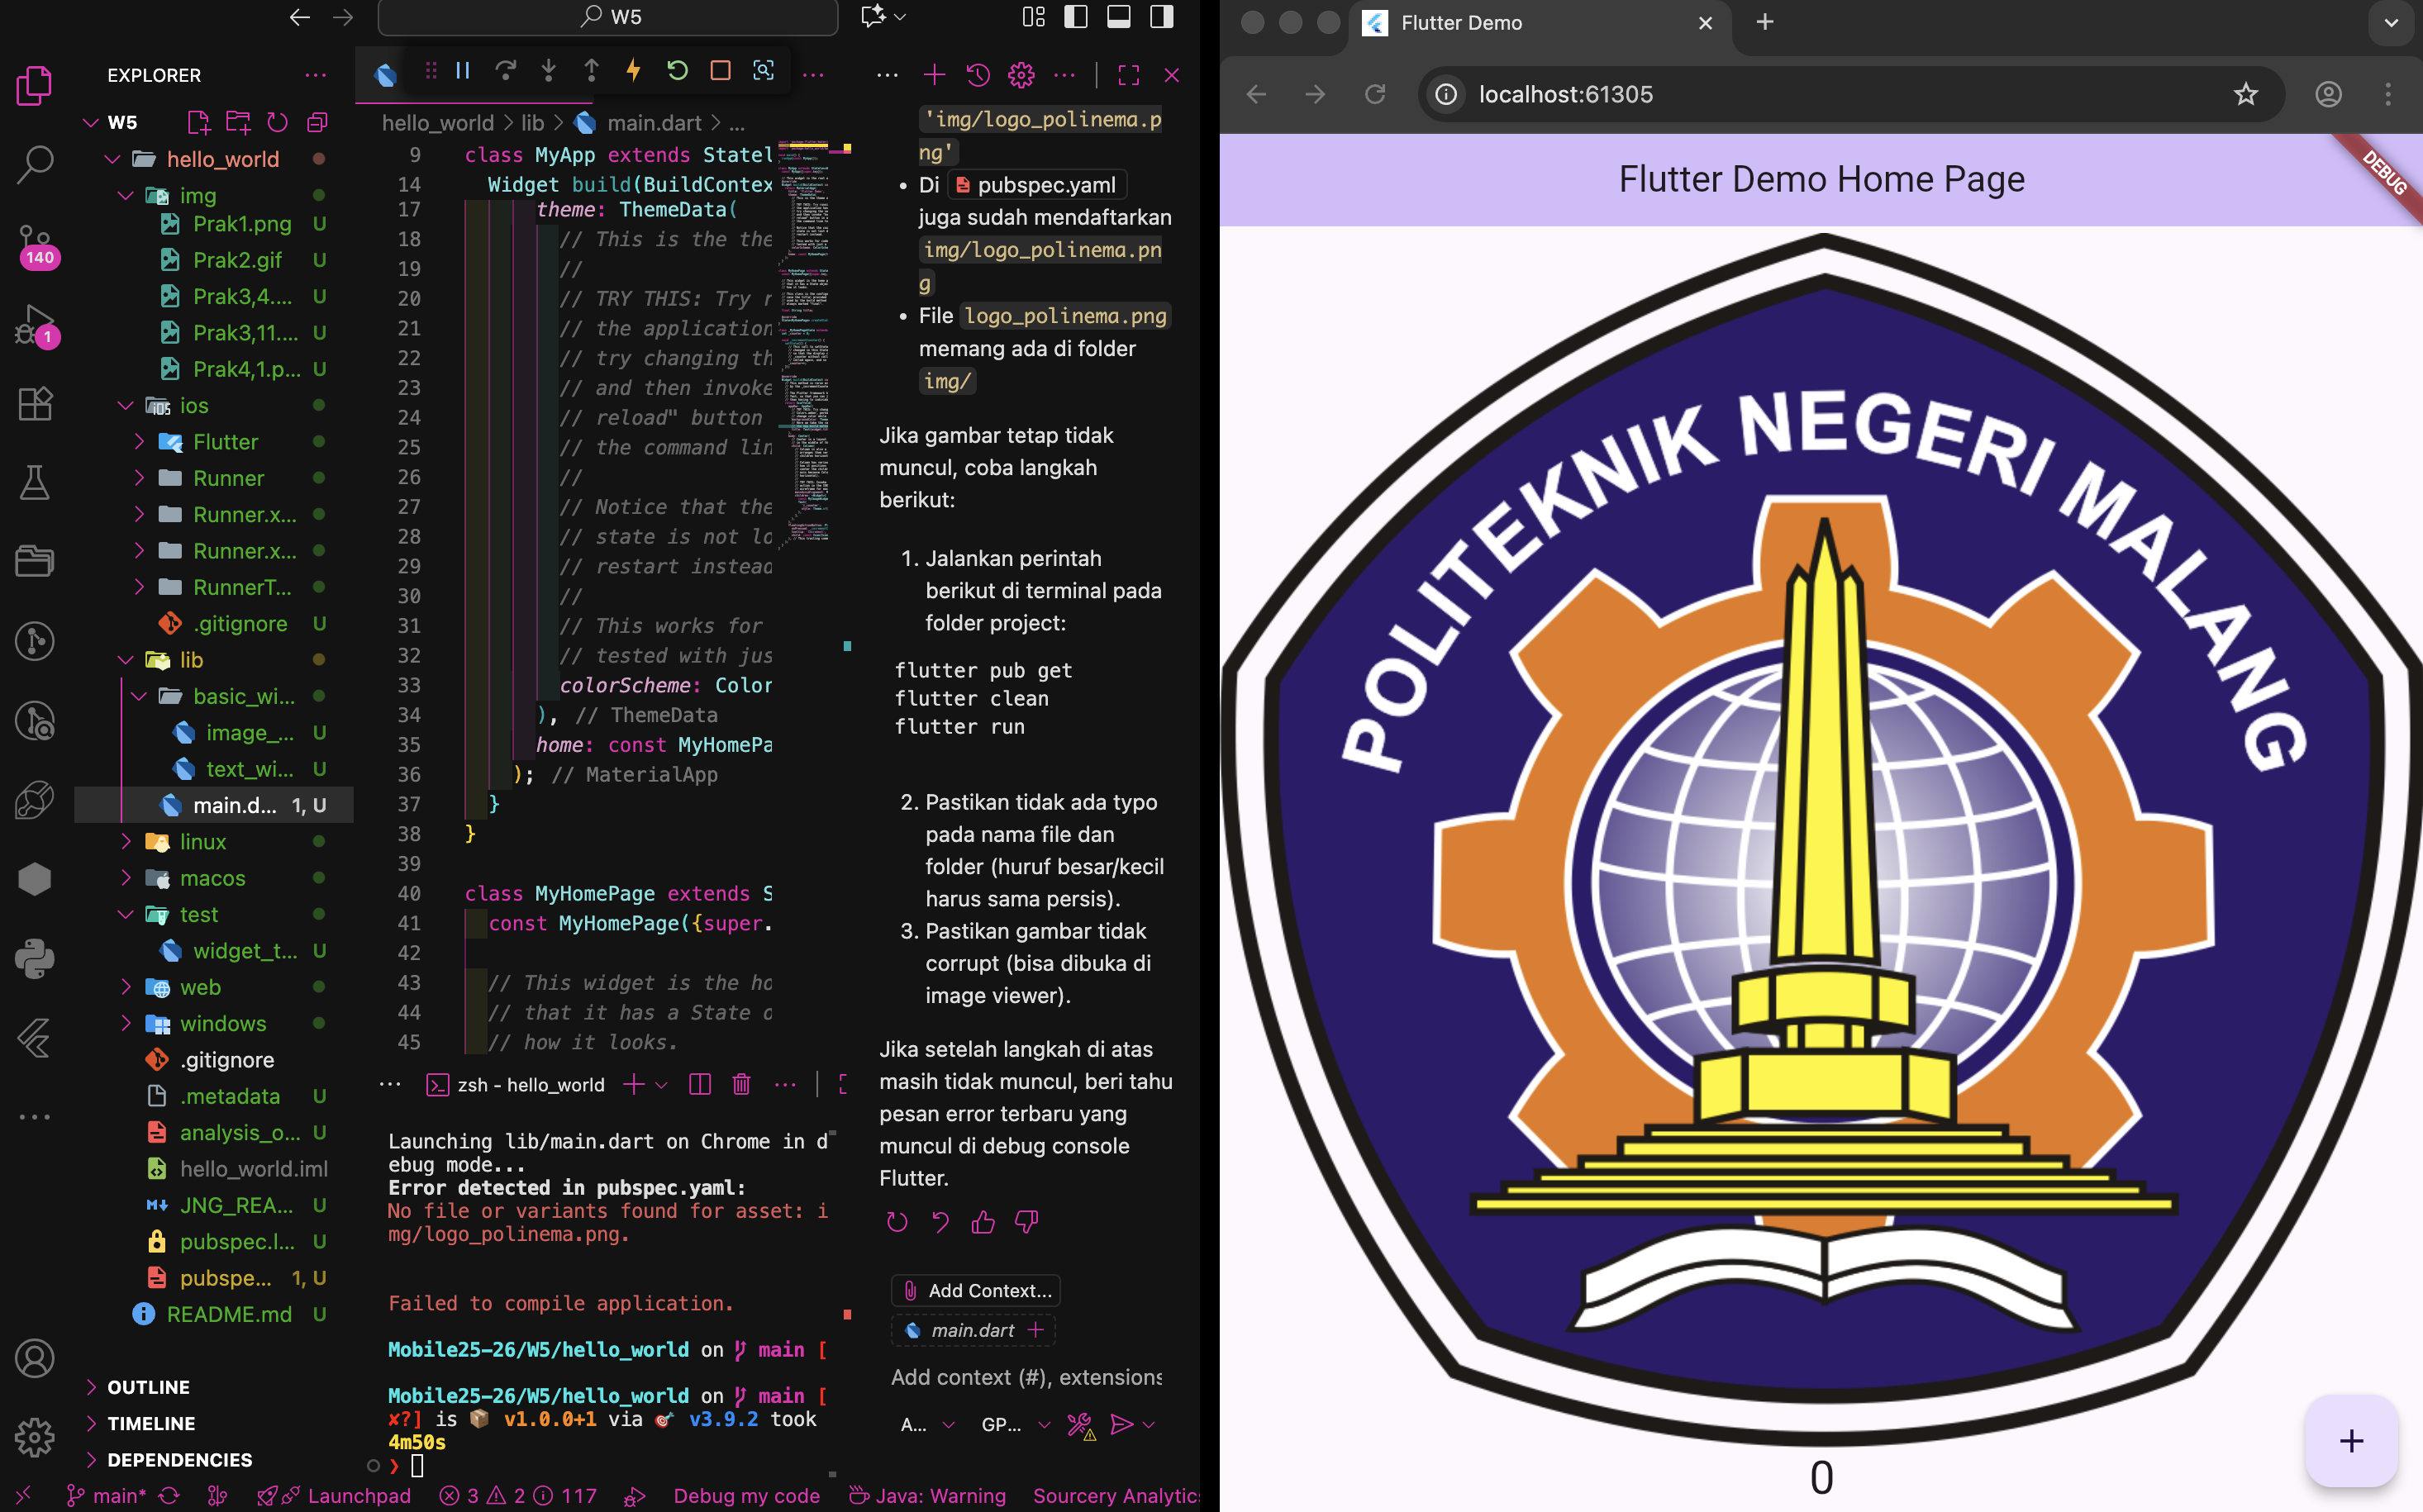 W5
EXPLORER
W5
hello_world
img
Prak1.png U
Prak2.gif U
Prak3,4.... U
Prak3,11.... U
Prak4,1.p... U
ios
Flutter
Runner
Runner.x...
Runner.x...
RunnerT...
.gitignore U
lib
basic_wi...
image_... U
text_wi... U
main.d... 1, U
linux
macos
test
widget_t... U
web
windows
.gitignore
.metadata U
analysis_o... U
hello_world.iml
JNG_REA... U
pubspec.l... U
pubspe... 1, U
README.md U
OUTLINE
TIMELINE
DEPENDENCIES
140
1
hello_world > lib > main.dart > ...
9 class MyApp extends Statel
14 Widget build(BuildContex
17 theme: ThemeData(
18 // This is the the
19 //
20 // TRY THIS: Try r
21 // the application
22 // try changing th
23 // and then invoke
24 // reload" button
25 // the command lin
26 //
27 // Notice that the
28 // state is not lo
29 // restart instead
30 //
31 // This works for
32 // tested with jus
33 colorScheme: Color
34 ), // ThemeData
35 home: const MyHomePa
36 ); // MaterialApp
37 }
38 }
39
40 class MyHomePage extends S
41 const MyHomePage({super.
42
43 // This widget is the ho
44 // that it has a State o
45 // how it looks.
zsh - hello_world
Launching lib/main.dart on Chrome in d
ebug mode...
Error detected in pubspec.yaml:
No file or variants found for asset: i
mg/logo_polinema.png.
Failed to compile application.
Mobile25-26/W5/hello_world on main [
Mobile25-26/W5/hello_world on main [
✘?] is 📦 v1.0.0+1 via 🎯 v3.9.2 took
4m50s
❯
'img/logo_polinema.p
ng'
• Di pubspec.yaml
juga sudah mendaftarkan
img/logo_polinema.pn
g
• File logo_polinema.png
memang ada di folder
img/
Jika gambar tetap tidak
muncul, coba langkah
berikut:
1. Jalankan perintah
berikut di terminal pada
folder project:
flutter pub get
flutter clean
flutter run
2. Pastikan tidak ada typo
pada nama file dan
folder (huruf besar/kecil
harus sama persis).
3. Pastikan gambar tidak
corrupt (bisa dibuka di
image viewer).
Jika setelah langkah di atas
masih tidak muncul, beri tahu
pesan error terbaru yang
muncul di debug console
Flutter.
Add Context...
main.dart +
Add context (#), extensions
A... GP...
main* Launchpad 3 2 117 Debug my code Java: Warning Sourcery Analytics
Flutter Demo
localhost:61305
Flutter Demo Home Page
DEBUG
POLITEKNIK NEGERI MALANG
0
+